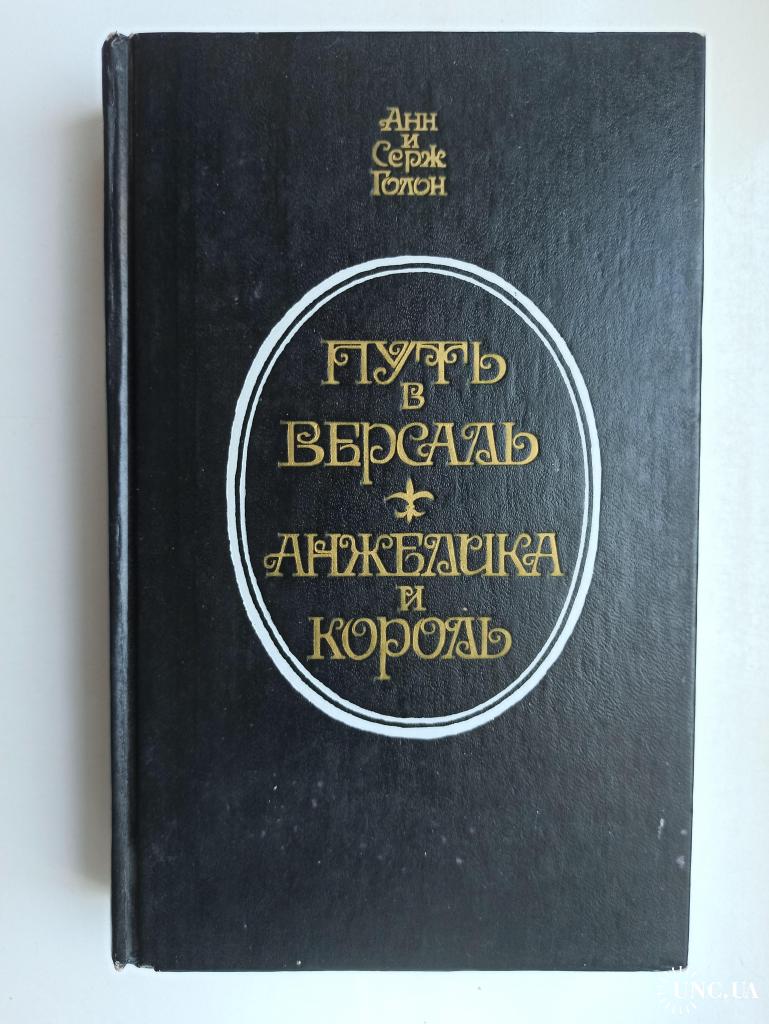 Анн
и
Серж
Голон
ПУТЬ
В
ВЕРСАЛЬ
АНЖЕЛИКА
И
КОРОЛЬ
UNC.UA